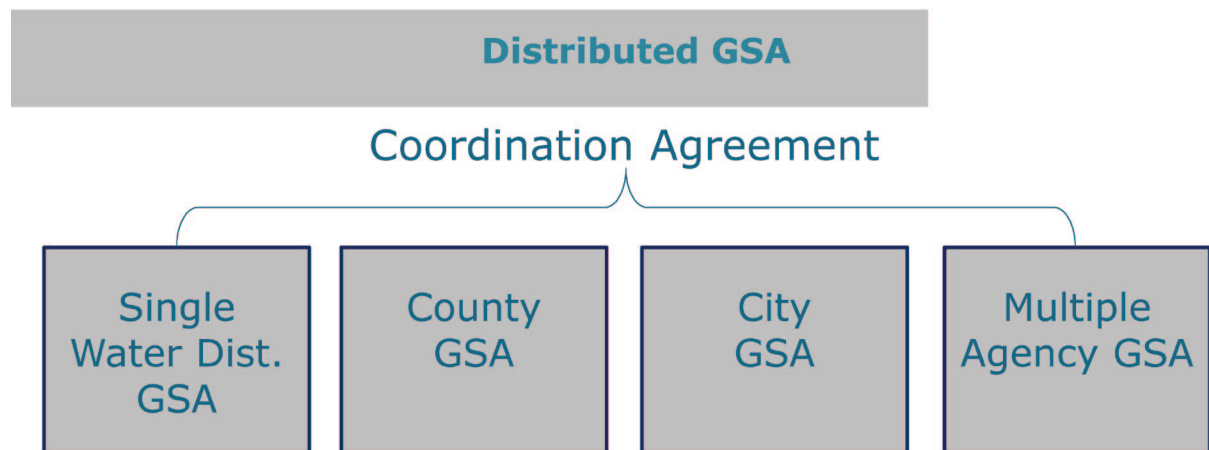 Distributed GSA
Coordination Agreement
Single
Water Dist.
GSA
County
GSA
City
GSA
Multiple
Agency GSA